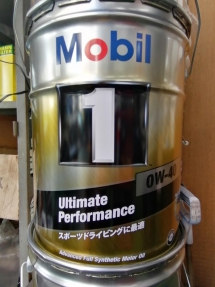 Mobil
1
0W-40
Ultimate
Performance
スポーツドライビングに最適
Advanced Full Synthetic Motor Oil